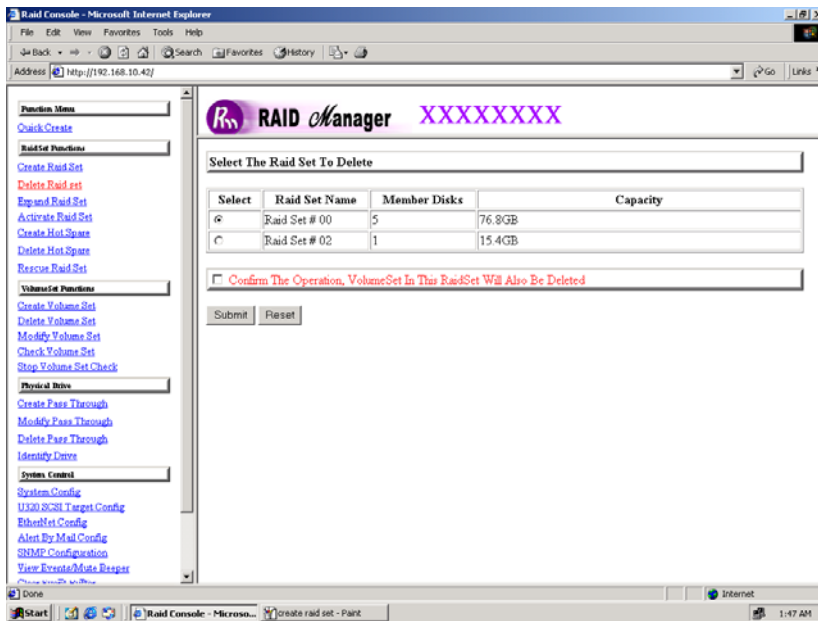 Raid Console - Microsoft Internet Explorer
File Edit View Favorites Tools Help
Back Search Favorites History
Address http://192.168.10.42/ Go Links
Function Menu
Quick Create
RaidSet Functions
Create Raid Set
Delete Raid set
Expand Raid Set
Activate Raid Set
Create Hot Spare
Delete Hot Spare
Rescue Raid Set
VolumeSet Functions
Create Volume Set
Delete Volume Set
Modify Volume Set
Check Volume Set
Stop Volume Set Check
Physical Drive
Create Pass Through
Modify Pass Through
Delete Pass Through
Identify Drive
System Control
System Config
U320 SCSI Target Config
EtherNet Config
Alert By Mail Config
SNMP Configuration
View Events/Mute Beeper
Rm RAID Manager XXXXXXXX
Select The Raid Set To Delete
Select Raid Set Name Member Disks Capacity
Raid Set # 00 5 76.8GB
Raid Set # 02 1 15.4GB
Confirm The Operation, VolumeSet In This RaidSet Will Also Be Deleted
Submit Reset
Done Internet
Start Raid Console - Microso... create raid set - Paint 1:47 AM